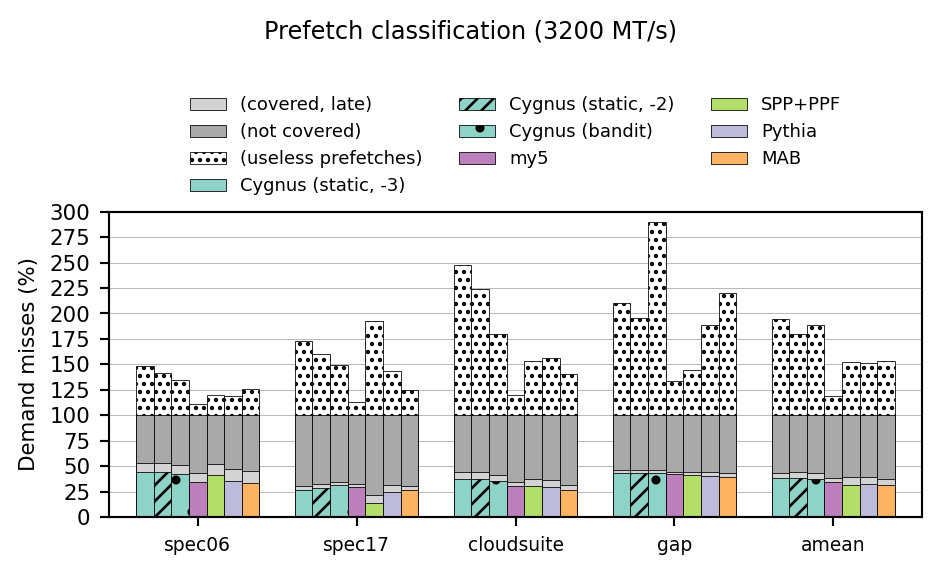 Prefetch classification (3200 MT/s)
(covered, late)
(not covered)
(useless prefetches)
Cygnus (static, -3)
Cygnus (static, -2)
Cygnus (bandit)
my5
SPP+PPF
Pythia
MAB
Demand misses (%)
300
275
250
225
200
175
150
125
100
75
50
25
0
spec06 spec17 cloudsuite gap amean